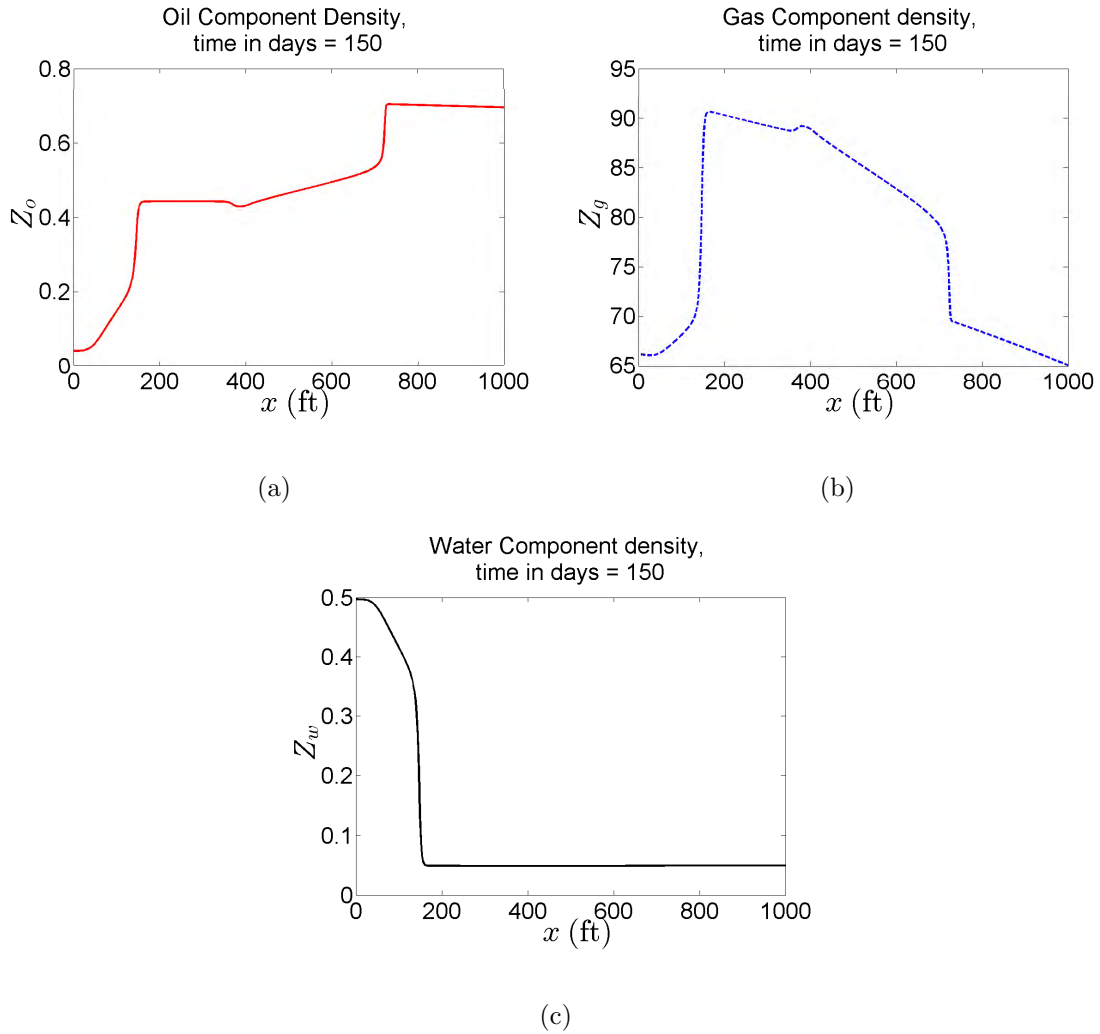 Oil Component Density,
time in days = 150
0.8
0.6
0.4
0.2
0
Z_o
0 200 400 600 800 1000
x (ft)
(a)
Gas Component density,
time in days = 150
95
90
85
80
75
70
65
Z_g
0 200 400 600 800 1000
x (ft)
(b)
Water Component density,
time in days = 150
0.5
0.4
0.3
0.2
0.1
0
Z_w
0 200 400 600 800 1000
x (ft)
(c)